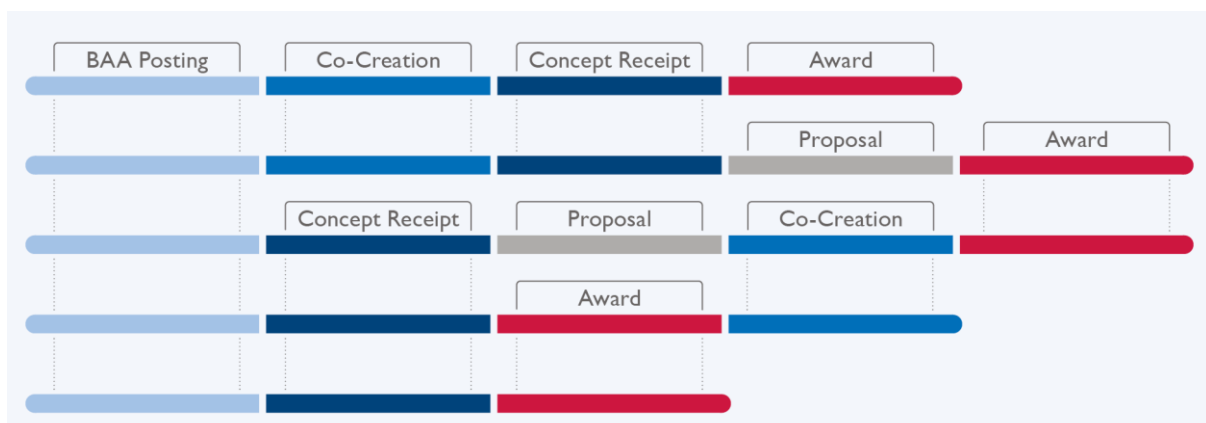 BAA Posting
Co-Creation
Concept Receipt
Award
Proposal
Award
Concept Receipt
Proposal
Co-Creation
Award